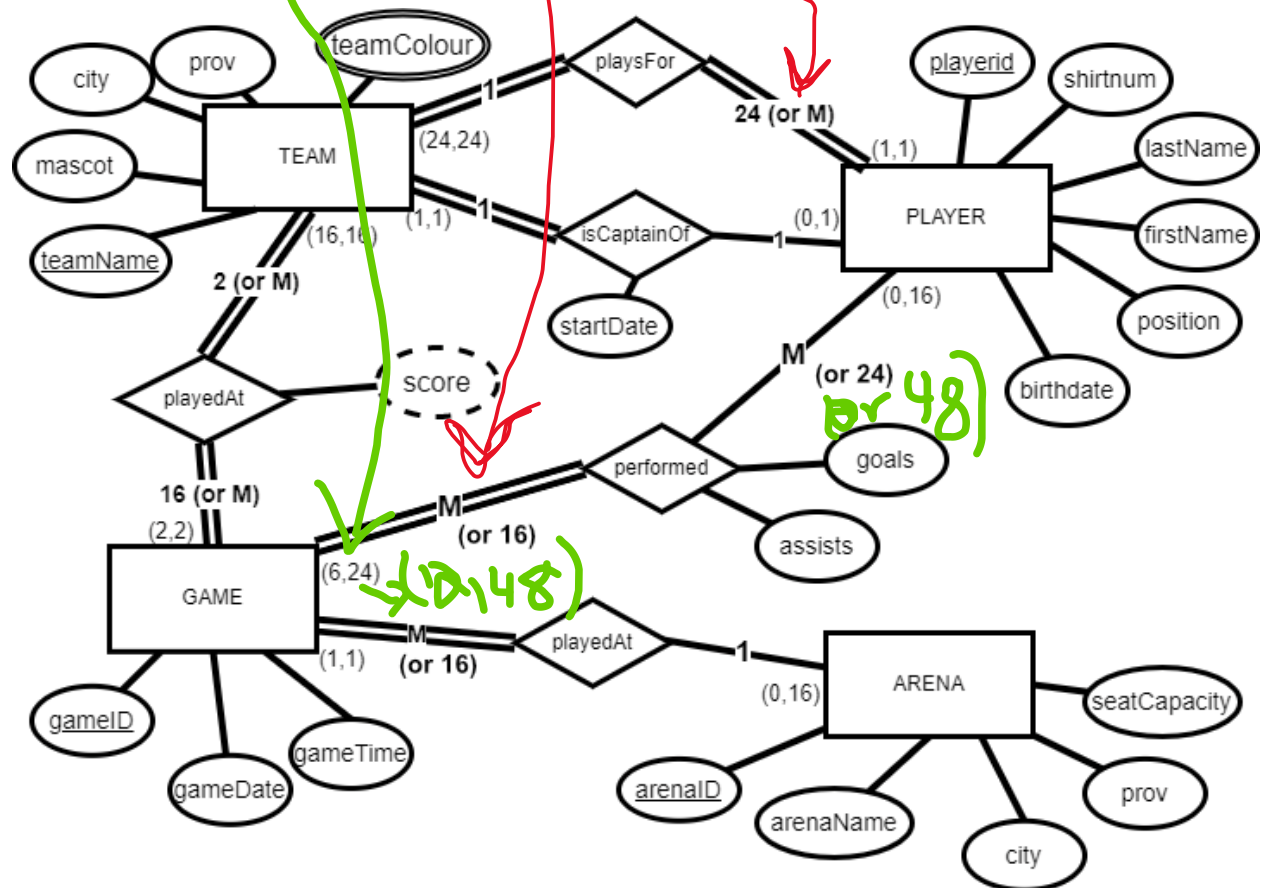 teamColour
prov
city
playsFor
playerid
shirtnum
1
24 (or M)
(24,24)
TEAM
(1,1)
lastName
mascot
(1,1)
1
(0,1)
PLAYER
isCaptainOf
1
firstName
(16,16)
teamName
2 (or M)
(0,16)
startDate
position
M
(or 24)
score
playedAt
birthdate
or 48)
goals
performed
16 (or M)
M
(or 16)
(2,2)
assists
(6,24)
GAME
M
(or 16)
playedAt
1
(1,1)
(0,16)
ARENA
seatCapacity
gameID
gameTime
gameDate
arenaID
arenaName
prov
city